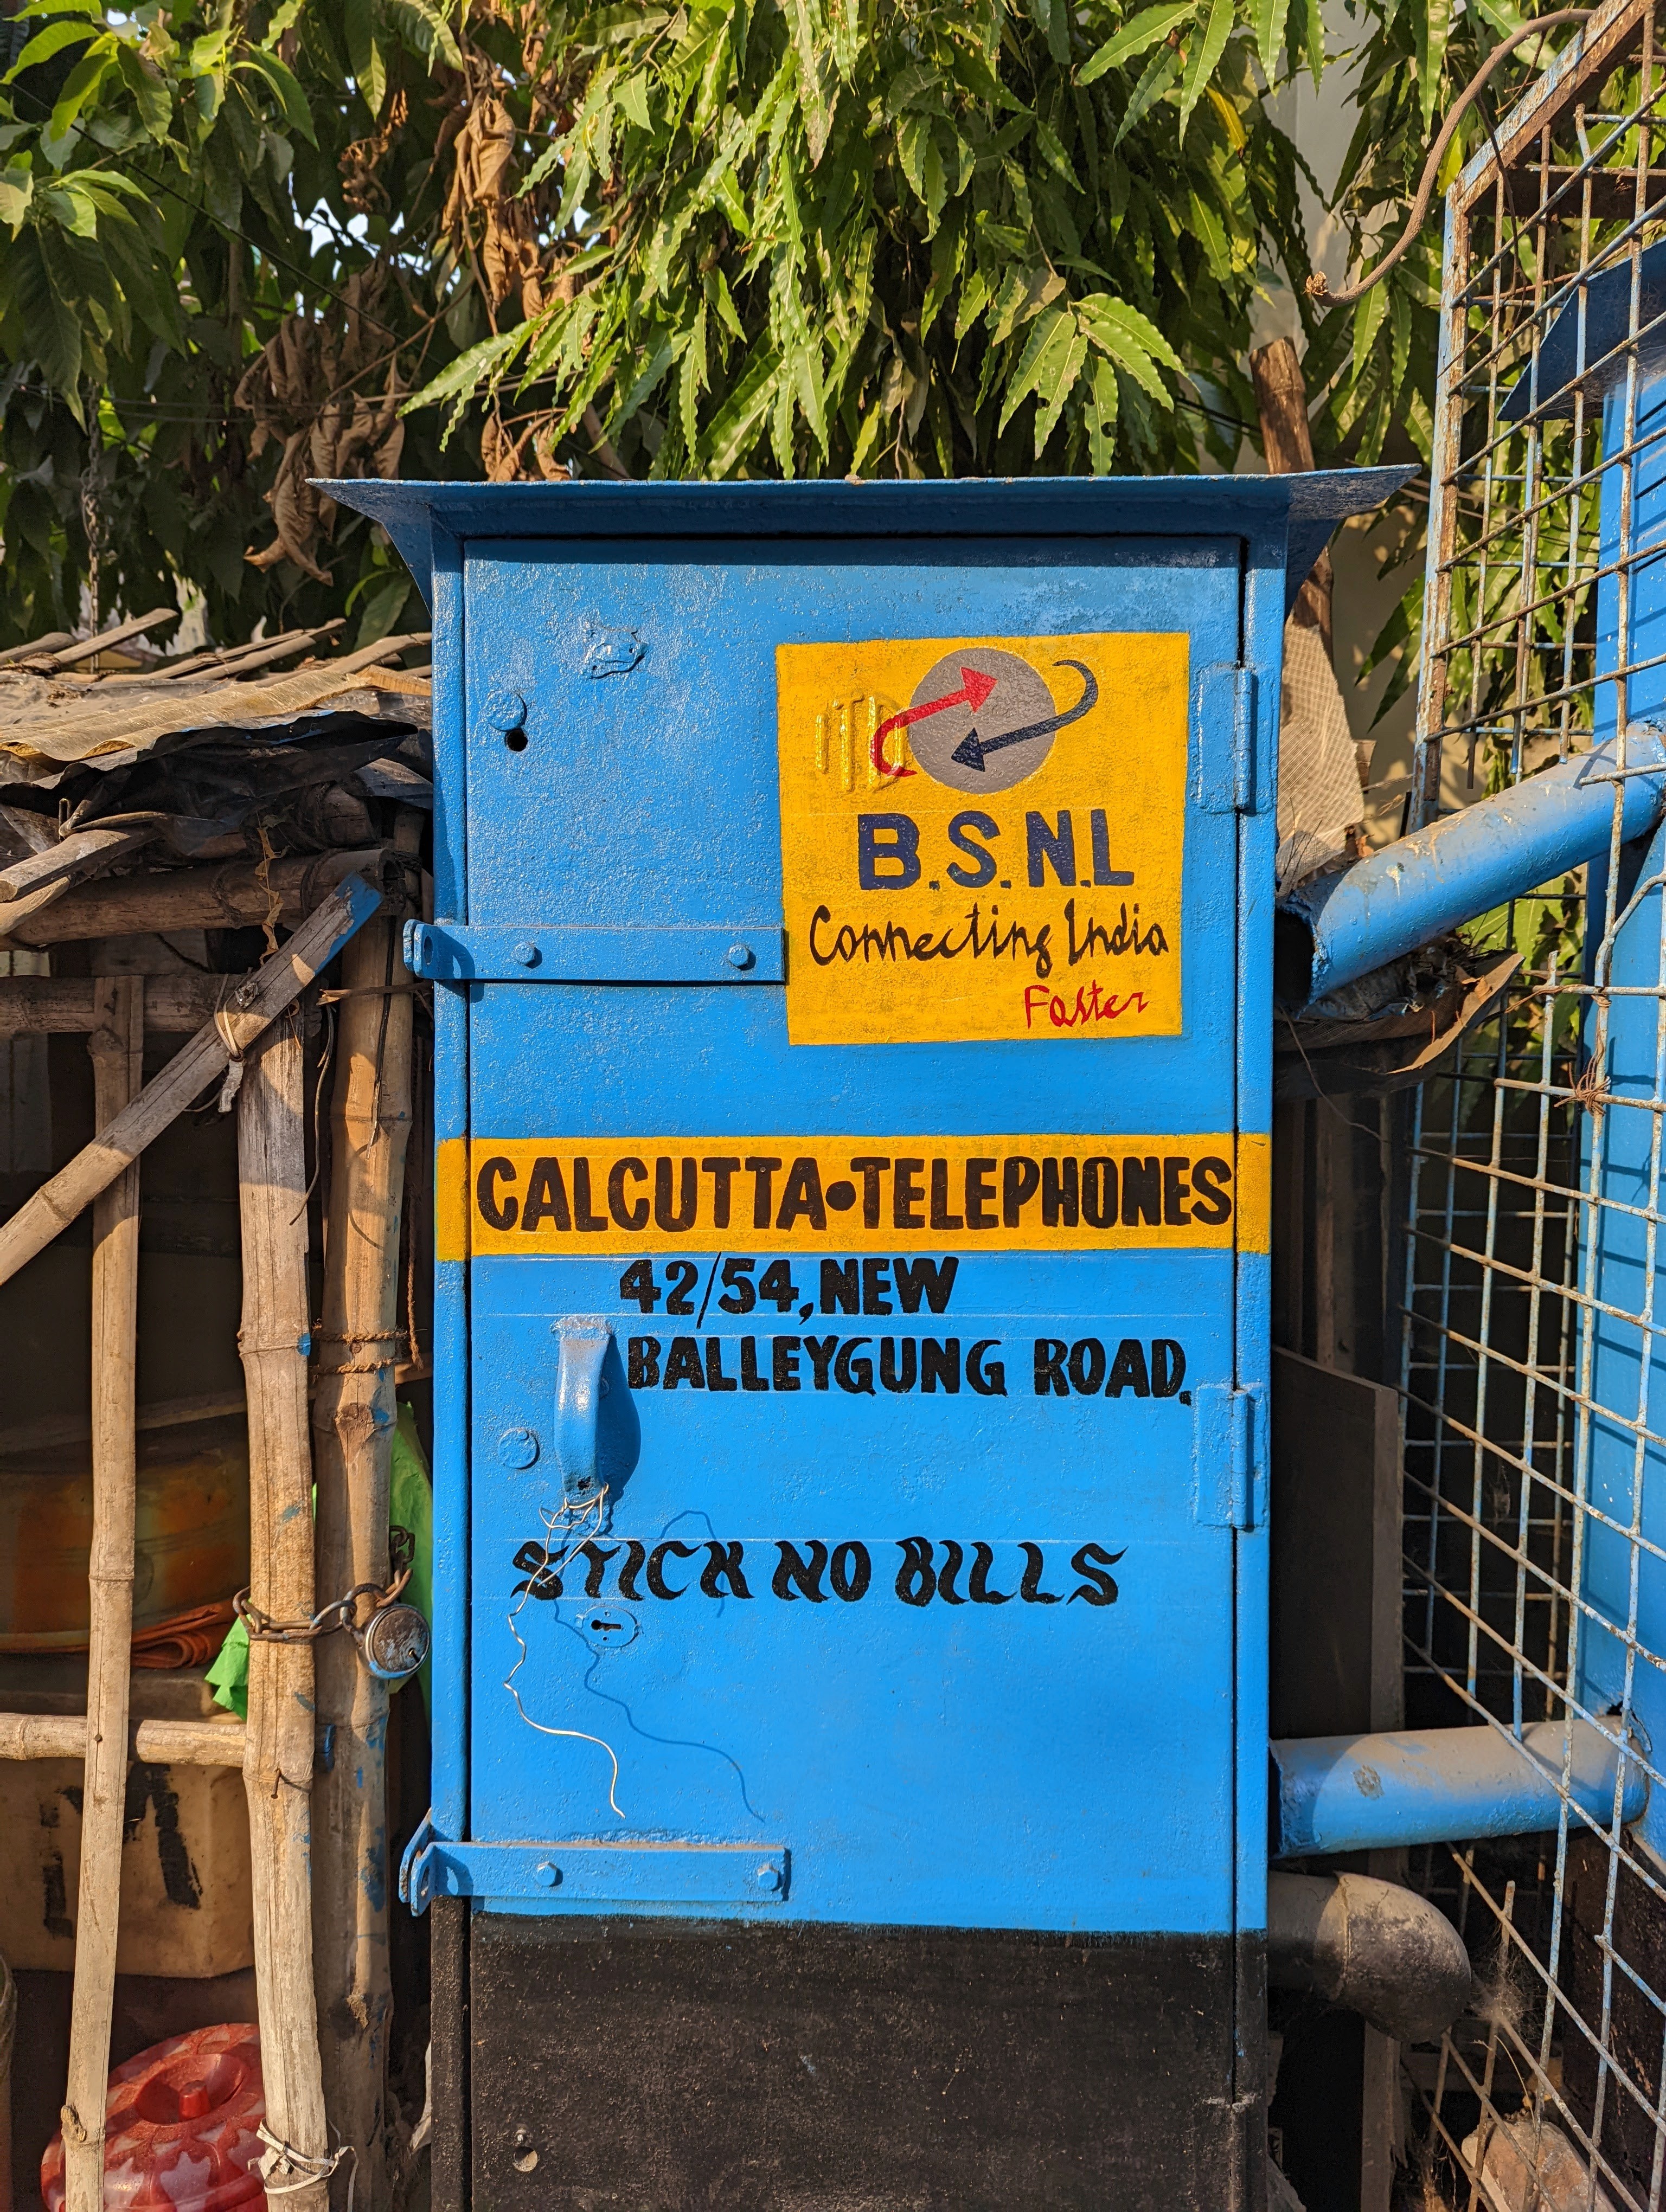 ITD
B.S.N.L
Connecting India
Faster
CALCUTTA•TELEPHONES
42/54, NEW
BALLEYGUNG ROAD.
STICK NO BILLS